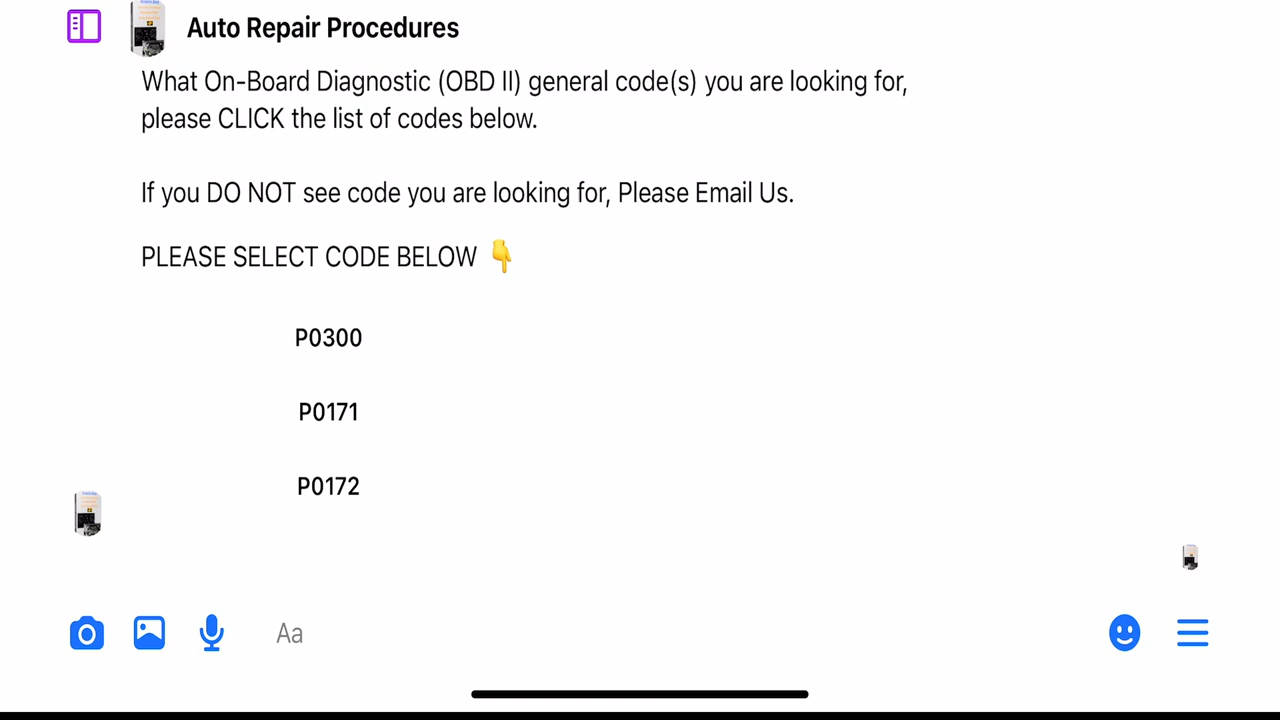 Auto Repair Procedures
What On-Board Diagnostic (OBD II) general code(s) you are looking for,
please CLICK the list of codes below.
If you DO NOT see code you are looking for, Please Email Us.
PLEASE SELECT CODE BELOW 👇
P0300
P0171
P0172
Aa